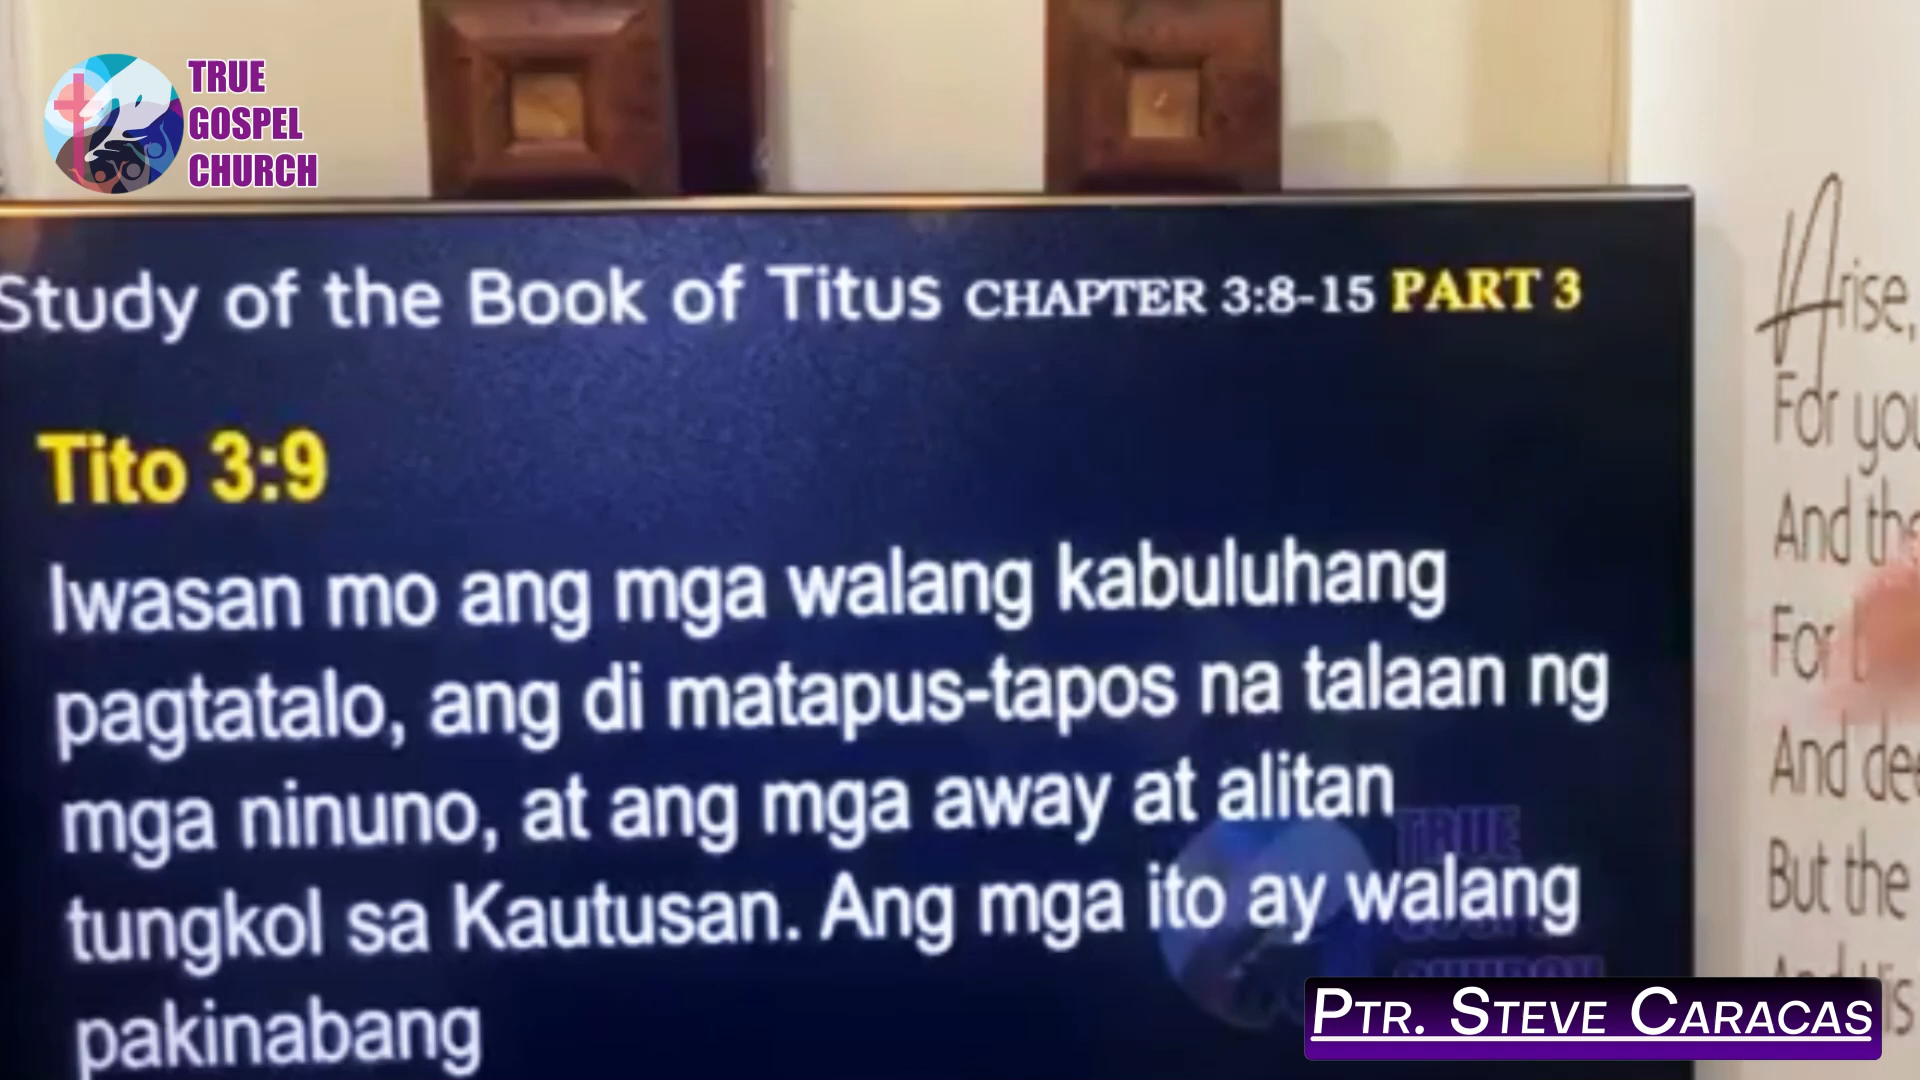 TRUE
GOSPEL
CHURCH
Study of the Book of Titus CHAPTER 3:8-15 PART 3
Tito 3:9
Iwasan mo ang mga walang kabuluhang
pagtatalo, ang di matapus-tapos na talaan ng
mga ninuno, at ang mga away at alitan
tungkol sa Kautusan. Ang mga ito ay walang
pakinabang
TRUE
Arise,
For you
And the
For
And
But the
PTR. STEVE CARACAS